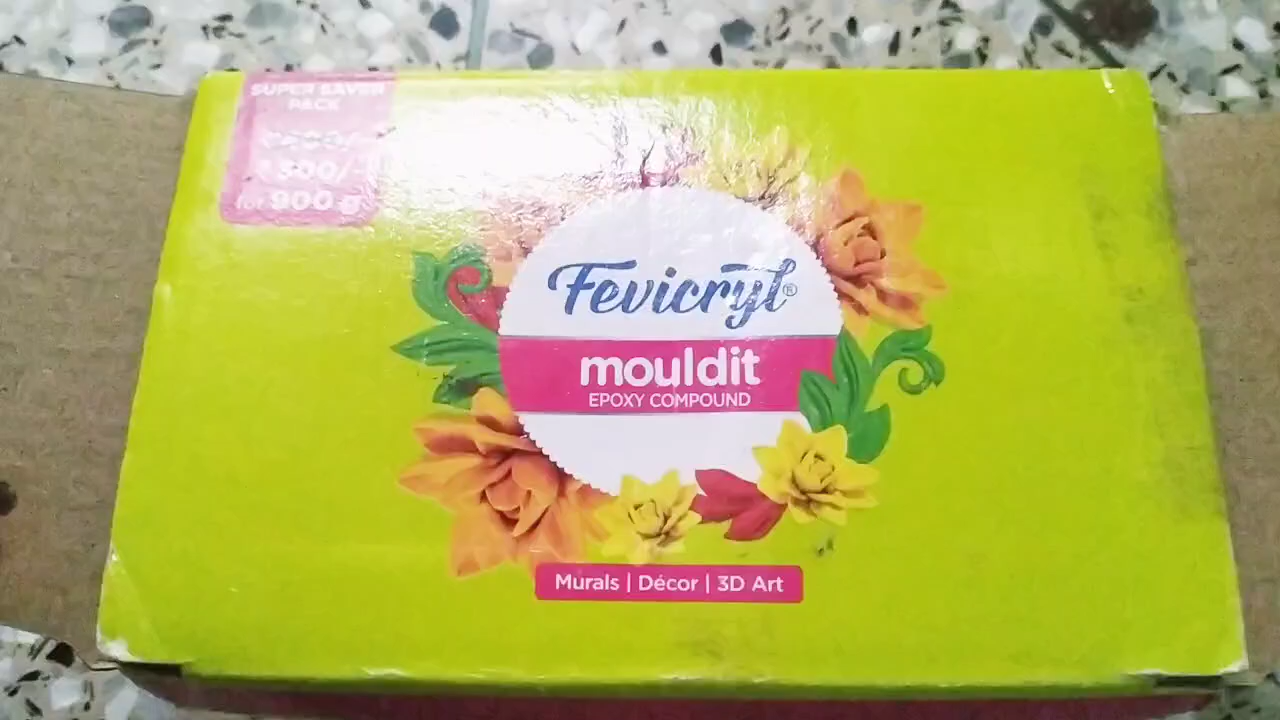 SUPER SAVER
PACK
₹300/-
for 900 g
Fevicryl®
mouldit
EPOXY COMPOUND
Murals | Décor | 3D Art